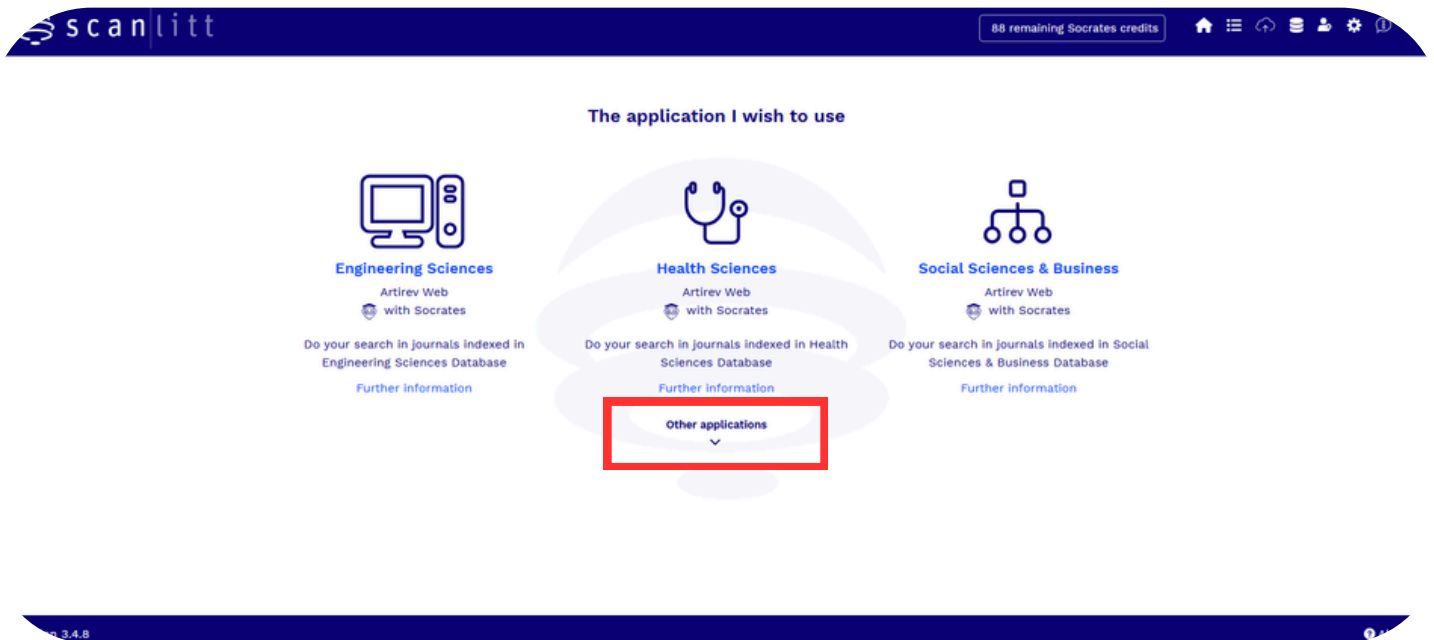 scanlitt
88 remaining Socrates credits
The application I wish to use
Engineering Sciences
Artirev Web
with Socrates
Do your search in journals indexed in
Engineering Sciences Database
Further information
Health Sciences
Artirev Web
with Socrates
Do your search in journals indexed in Health
Sciences Database
Further information
Social Sciences & Business
Artirev Web
with Socrates
Do your search in journals indexed in Social
Sciences & Business Database
Further information
Other applications
3.4.8